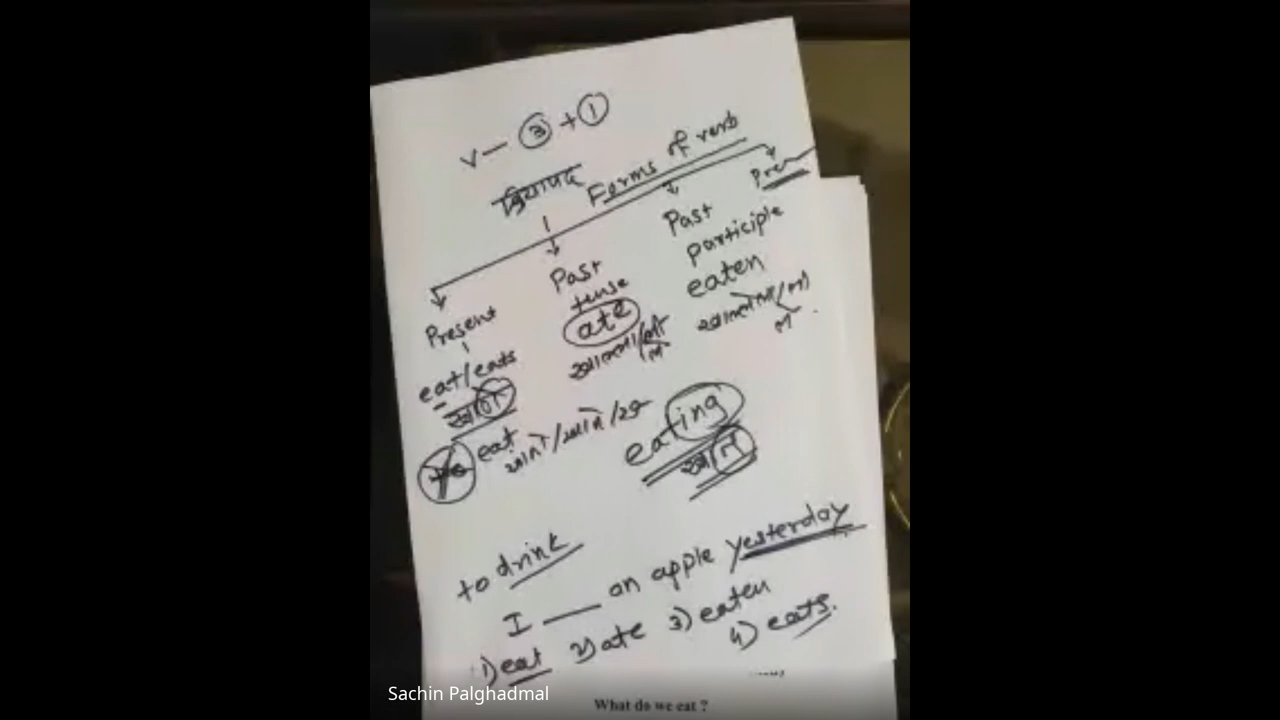 V — ③ + ①
क्रियापद
Forms of verb
Present
eat/eats
खातो
eat
Past
tense
ate
Past
participle
eaten
eating
खात
to drink
I ____ an apple yesterday
1) eat 2) ate 3) eaten
4) eats.
What do we eat ?
Sachin Palghadmal